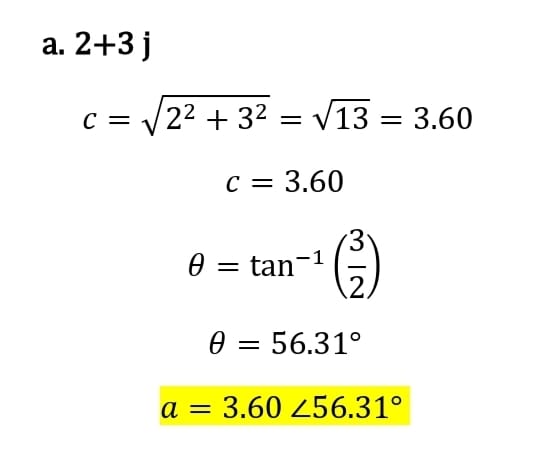 a. 2+3 j
c = √2² + 3² = √13 = 3.60
c = 3.60
θ = tan⁻¹ (3/2)
θ = 56.31°
a = 3.60 ∠56.31°